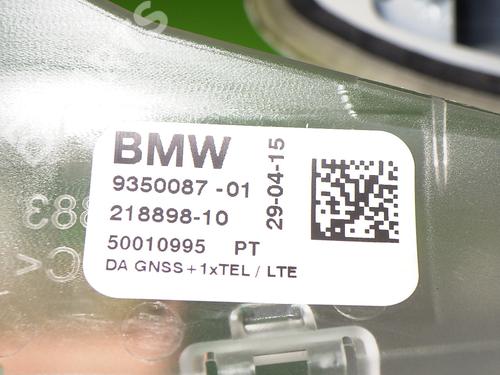 BMW
9350087-01
218898-10
50010995 PT
DA GNSS+1xTEL / LTE
29-04-15